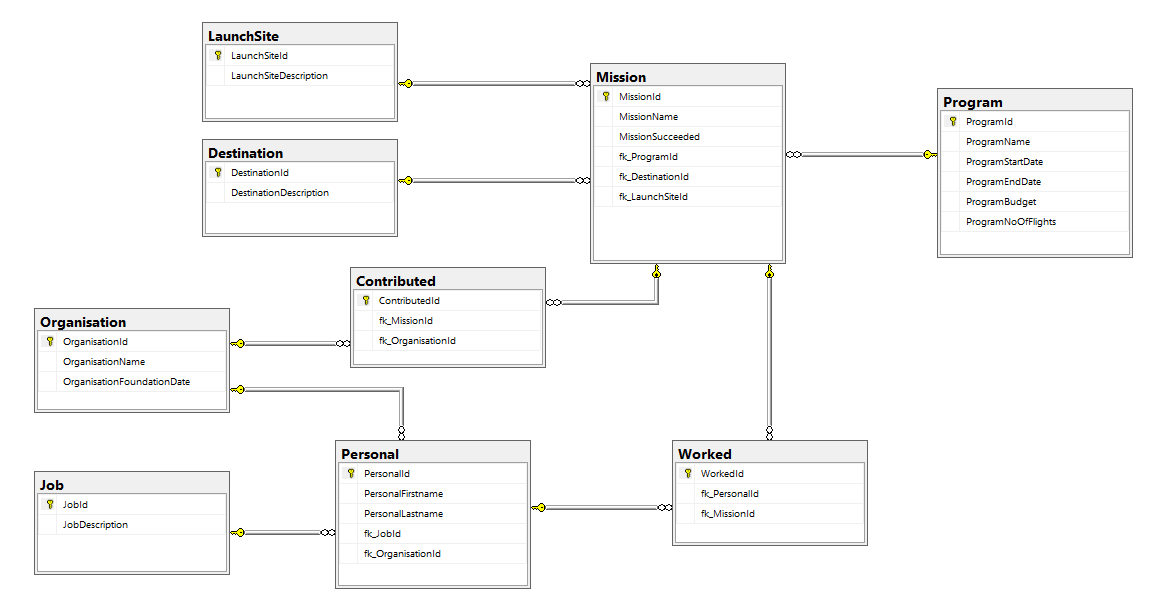 LaunchSite
LaunchSiteId
LaunchSiteDescription
Destination
DestinationId
DestinationDescription
Mission
MissionId
MissionName
MissionSucceeded
fk_ProgramId
fk_DestinationId
fk_LaunchSiteId
Program
ProgramId
ProgramName
ProgramStartDate
ProgramEndDate
ProgramBudget
ProgramNoOfFlights
Contributed
ContributedId
fk_MissionId
fk_OrganisationId
Organisation
OrganisationId
OrganisationName
OrganisationFoundationDate
Job
JobId
JobDescription
Personal
PersonalId
PersonalFirstname
PersonalLastname
fk_JobId
fk_OrganisationId
Worked
WorkedId
fk_PersonalId
fk_MissionId